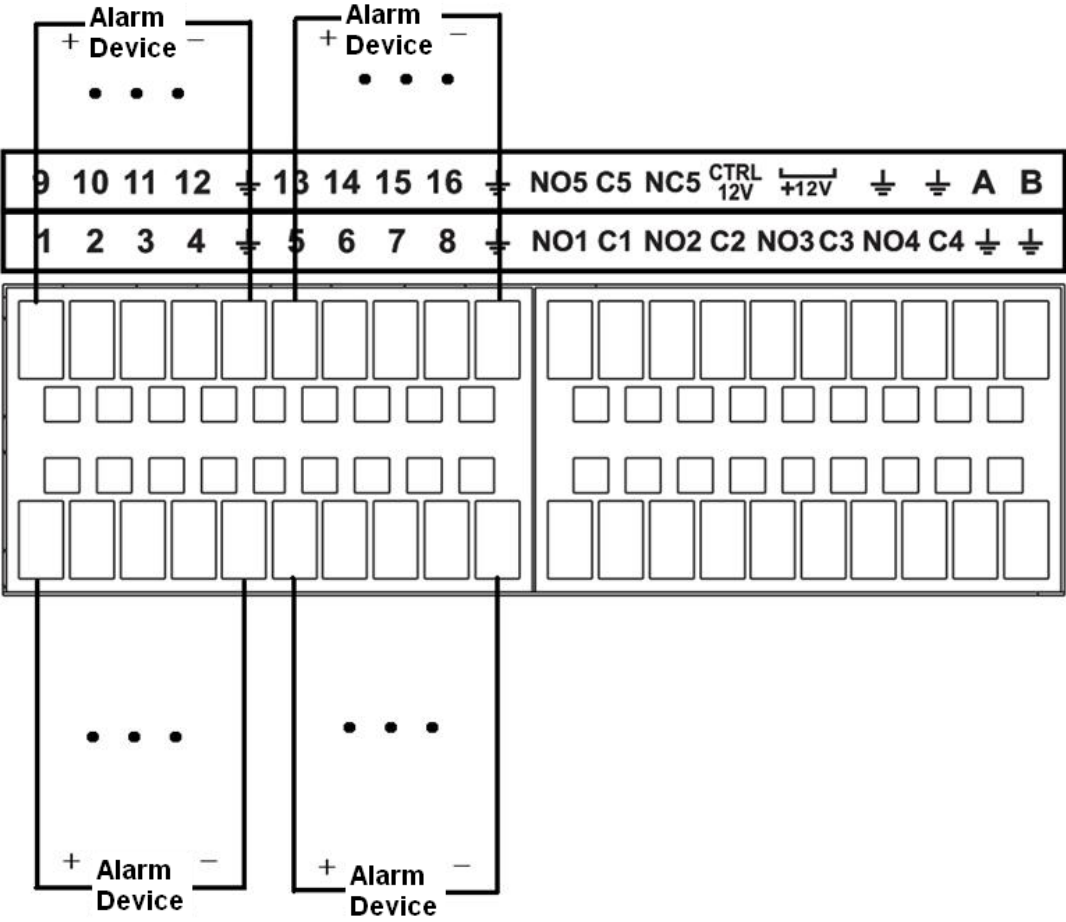 Alarm
+ Device −
Alarm
+ Device −
9 10 11 12 ⏚ 13 14 15 16 ⏚ NO5 C5 NC5 CTRL 12V +12V ⏚ ⏚ A B
1 2 3 4 ⏚ 5 6 7 8 ⏚ NO1 C1 NO2 C2 NO3 C3 NO4 C4 ⏚ ⏚
+ Alarm −
Device
+ Alarm −
Device